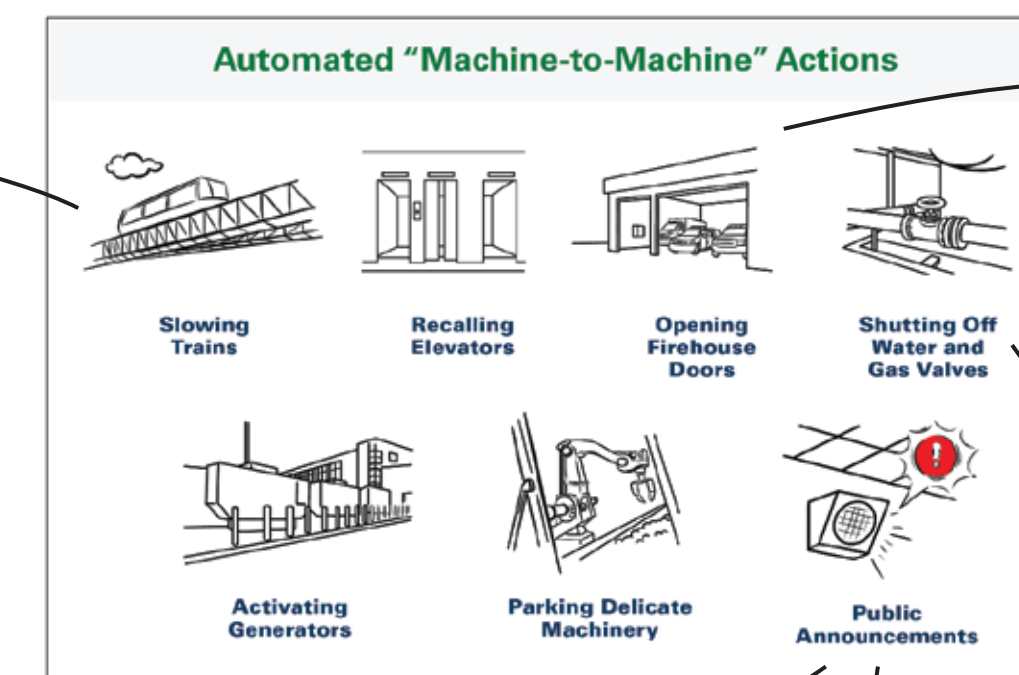 Automated “Machine-to-Machine” Actions
Slowing
Trains
Recalling
Elevators
Opening
Firehouse
Doors
Shutting Off
Water and
Gas Valves
Activating
Generators
Parking Delicate
Machinery
!
Public
Announcements